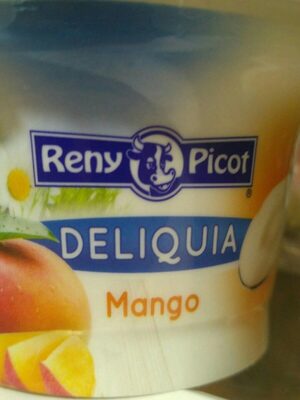 Reny Picot
®
DELIQUIA
Mango